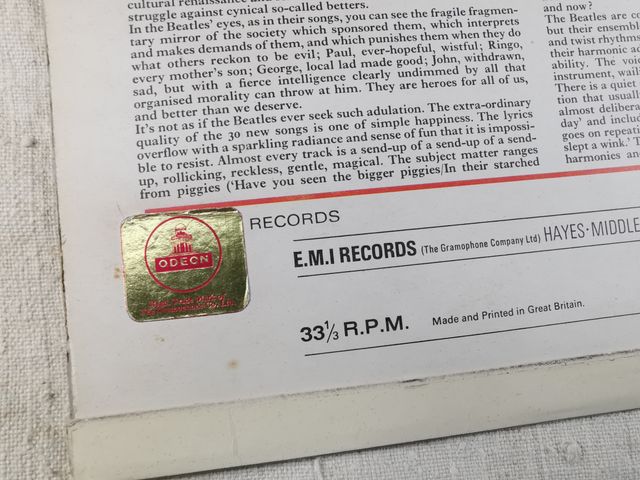 cultural renaissance and
struggle against cynical so-called betters.
In the Beatles' eyes, as in their songs, you can see the fragile fragmen-
tary mirror of the society which sponsored them, which interprets
and makes demands of them, and which punishes them when they do
what others reckon to be evil; Paul, ever-hopeful, wistful; Ringo,
every mother's son; George, local lad made good; John, withdrawn,
sad, but with a fierce intelligence clearly undimmed by all that
organised morality can throw at him. They are heroes for all of us,
and better than we deserve.
It's not as if the Beatles ever seek such adulation. The extra-ordinary
quality of the 30 new songs is one of simple happiness. The lyrics
overflow with a sparkling radiance and sense of fun that it is impossi-
ble to resist. Almost every track is a send-up of a send-up of a send-
up, rollicking, reckless, gentle, magical. The subject matter ranges
from piggies ('Have you seen the bigger piggies/In their starched
and now?
The Beatles are
but their ensemb
and twist rhythms
their harmonic
ability. The voic
instrument, wail
There is a quiet
tion that usuall
almost delibera
day' and includ
goes on repeat
slept a wink.' T
harmonies an
RECORDS
ODEON
E.M.I RECORDS (The Gramophone Company Ltd) HAYES·MIDDLE
33⅓ R.P.M. Made and Printed in Great Britain.